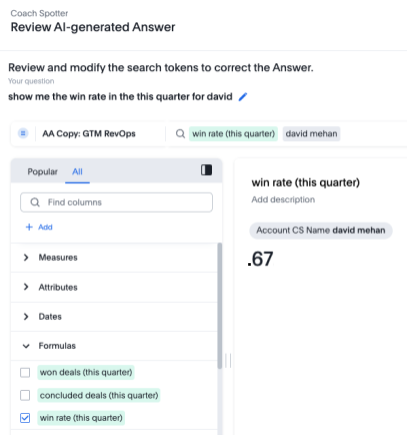 Coach Spotter
Review AI-generated Answer
Review and modify the search tokens to correct the Answer.
Your question
show me the win rate in the this quarter for david
AA Copy: GTM RevOps
win rate (this quarter) david mehan
Popular All
Find columns
+ Add
Measures
Attributes
Dates
Formulas
won deals (this quarter)
concluded deals (this quarter)
win rate (this quarter)
win rate (this quarter)
Add description
Account CS Name david mehan
.67